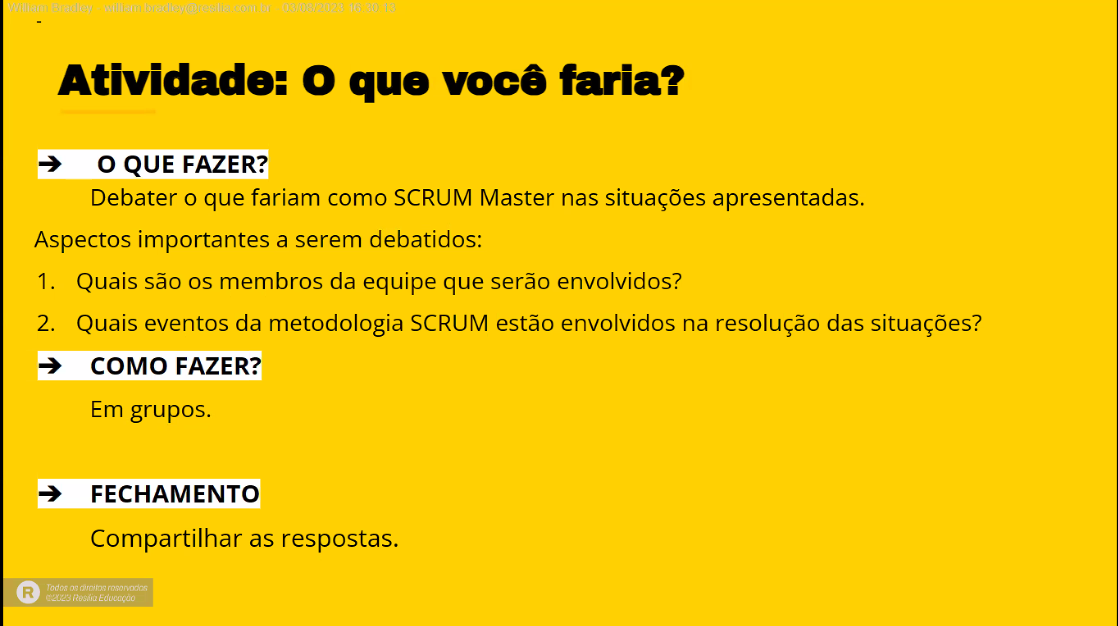 William Bradley - william.bradley@resilia.com.br - 03/08/2023 16:30
-
Atividade: O que você faria?
➔ O QUE FAZER?
Debater o que fariam como SCRUM Master nas situações apresentadas.
Aspectos importantes a serem debatidos:
1. Quais são os membros da equipe que serão envolvidos?
2. Quais eventos da metodologia SCRUM estão envolvidos na resolução das situações?
➔ COMO FAZER?
Em grupos.
➔ FECHAMENTO
Compartilhar as respostas.
R
Todos os direitos reservados
©2023 Resilia Educação